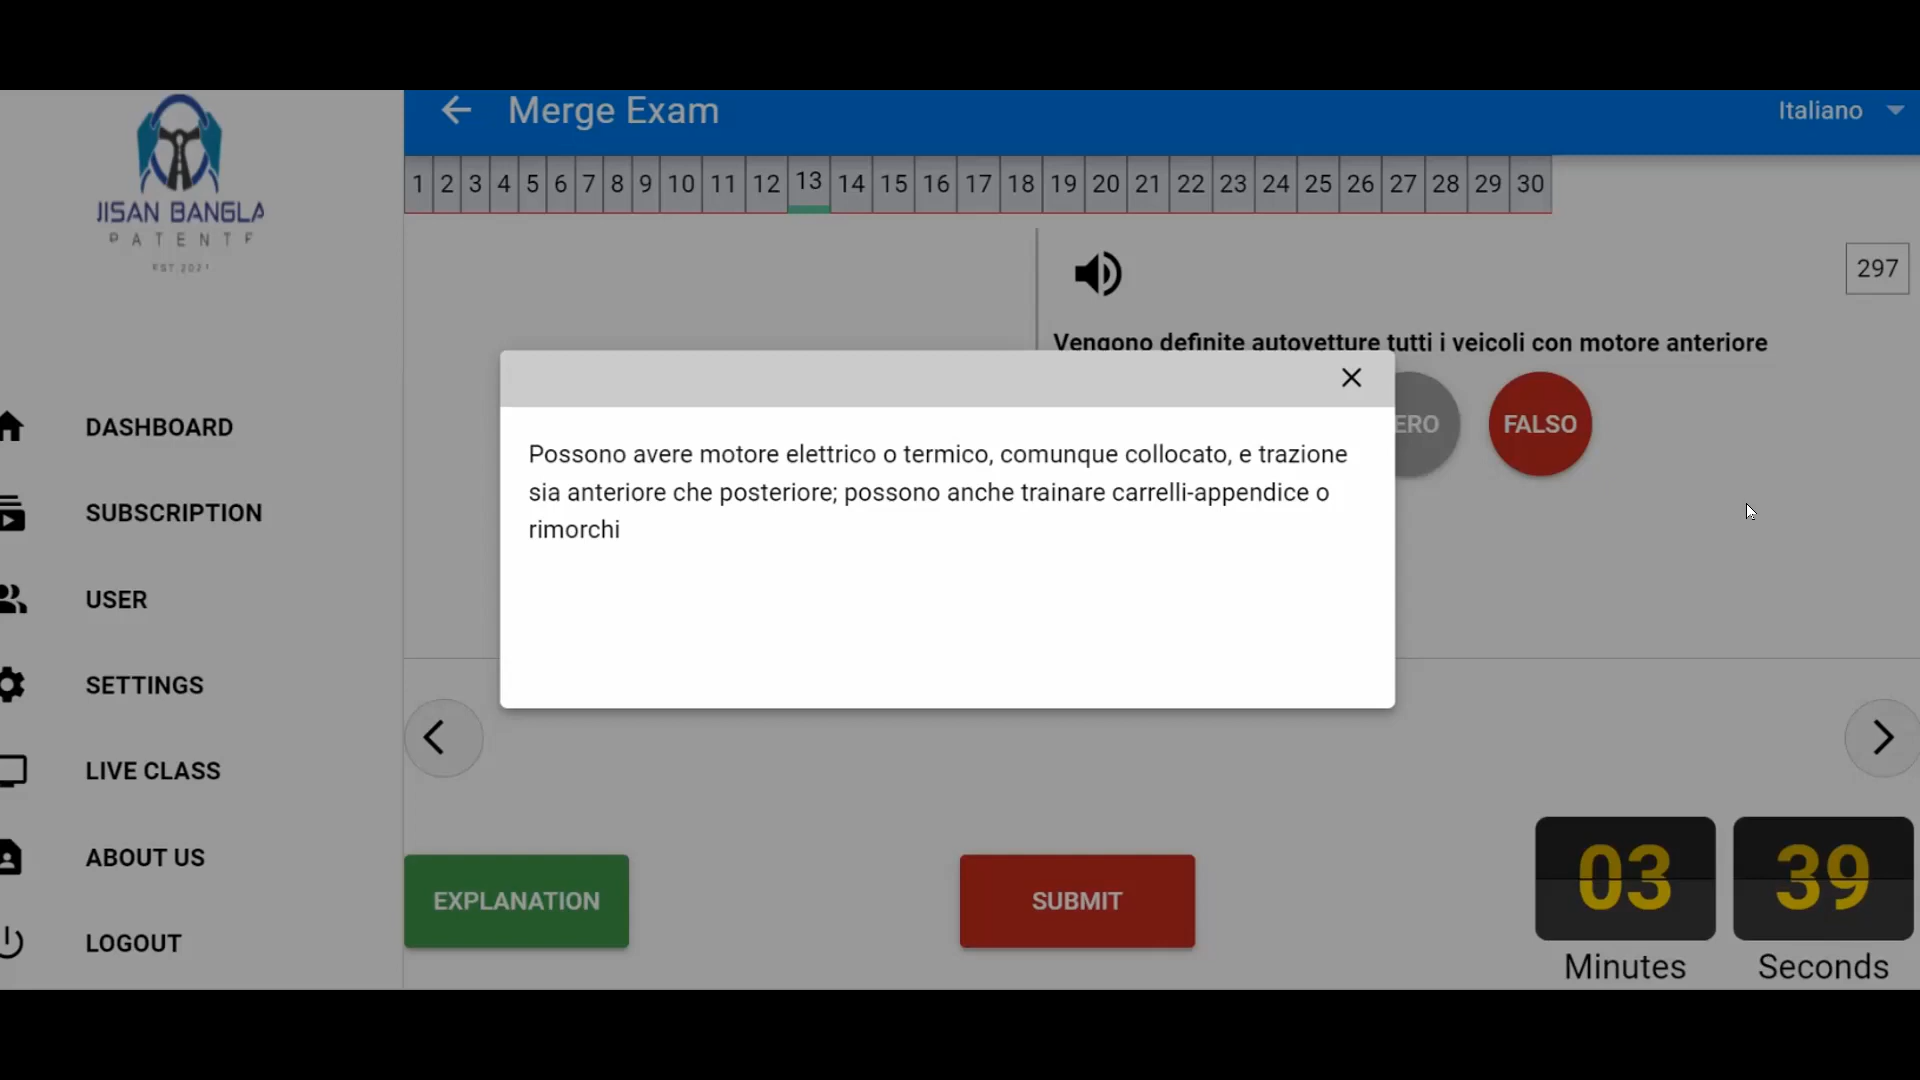 JISAN BANGLA
PATENTE
EST.2021
DASHBOARD
SUBSCRIPTION
USER
SETTINGS
LIVE CLASS
ABOUT US
LOGOUT
Merge Exam
Italiano
1 2 3 4 5 6 7 8 9 10 11 12 13 14 15 16 17 18 19 20 21 22 23 24 25 26 27 28 29 30
297
Vengono definite autovetture tutti i veicoli con motore anteriore
ERO
FALSO
Possono avere motore elettrico o termico, comunque collocato, e trazione
sia anteriore che posteriore; possono anche trainare carrelli-appendice o
rimorchi
EXPLANATION
SUBMIT
03
39
Minutes
Seconds